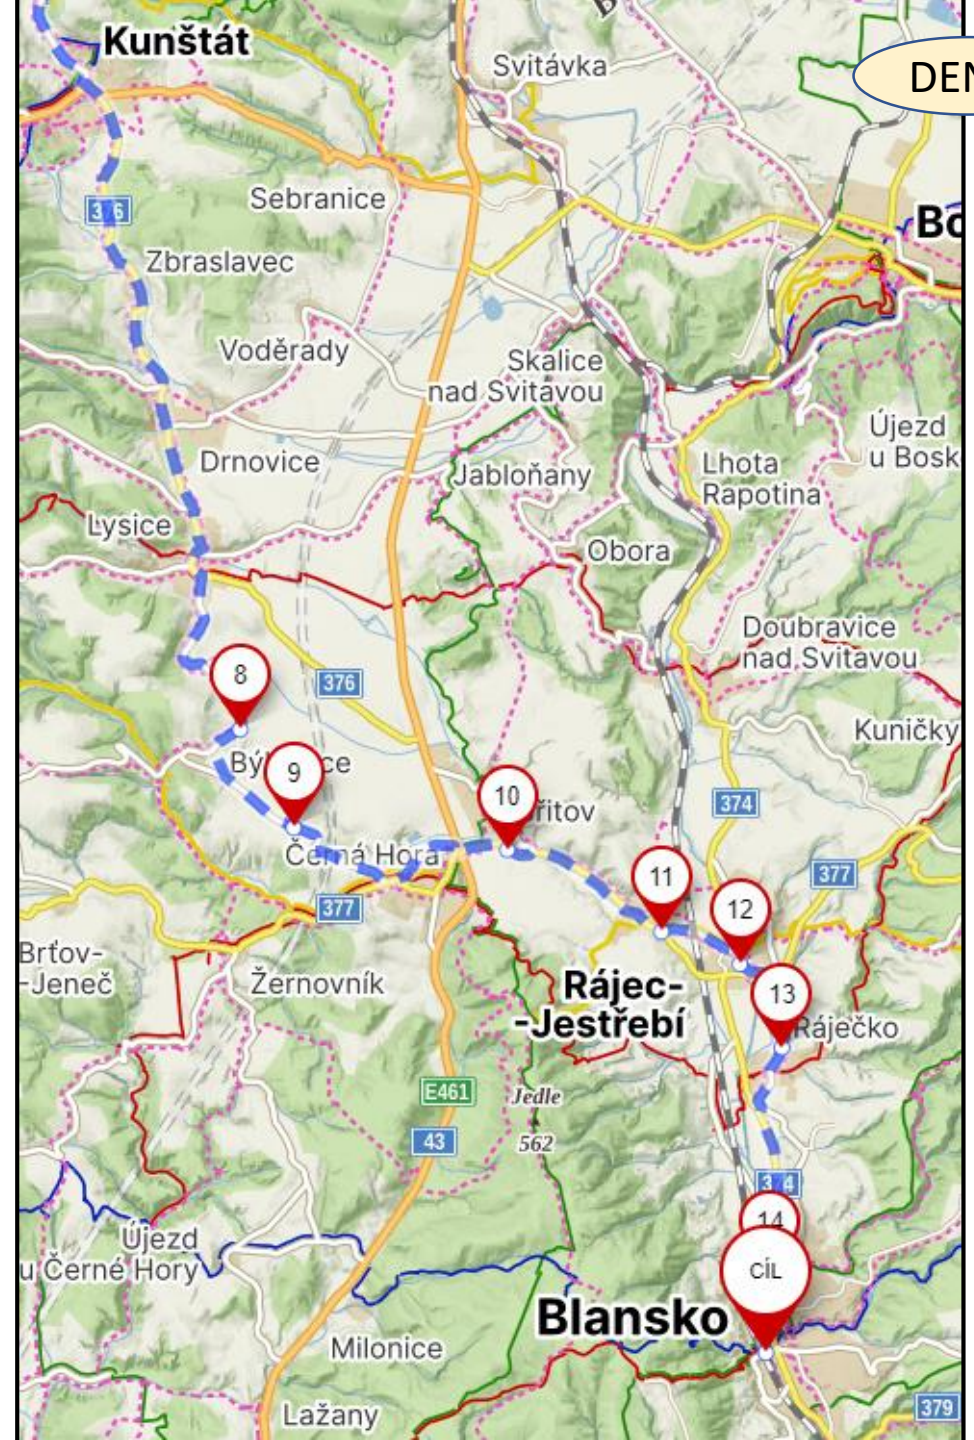 Kunštát
Svitávka
DEN
Sebranice
376
Bo
Zbraslavec
Voděrady
Skalice
nad Svitavou
Újezd
u Bosk
Drnovice
Jabloňany
Lhota
Rapotina
Lysice
Obora
Doubravice
nad Svitavou
8
376
Kuničky
9
10
374
Černá Hora
11
377
12
377
Brťov-
-Jeneč
Žernovník
Rájec-
-Jestřebí
13
Ráječko
E461
Jedle
562
43
374
14
Újezd
u Černé Hory
CÍL
Blansko
Milonice
379
Lažany